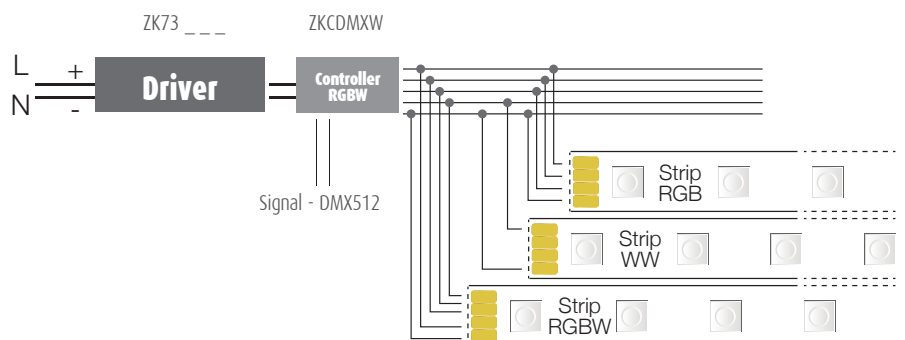 ZK73 _ _ _
ZKCDMXW
L
+
N
-
Driver
Controller
RGBW
Signal - DMX512
Strip
RGB
Strip
WW
Strip
RGBW